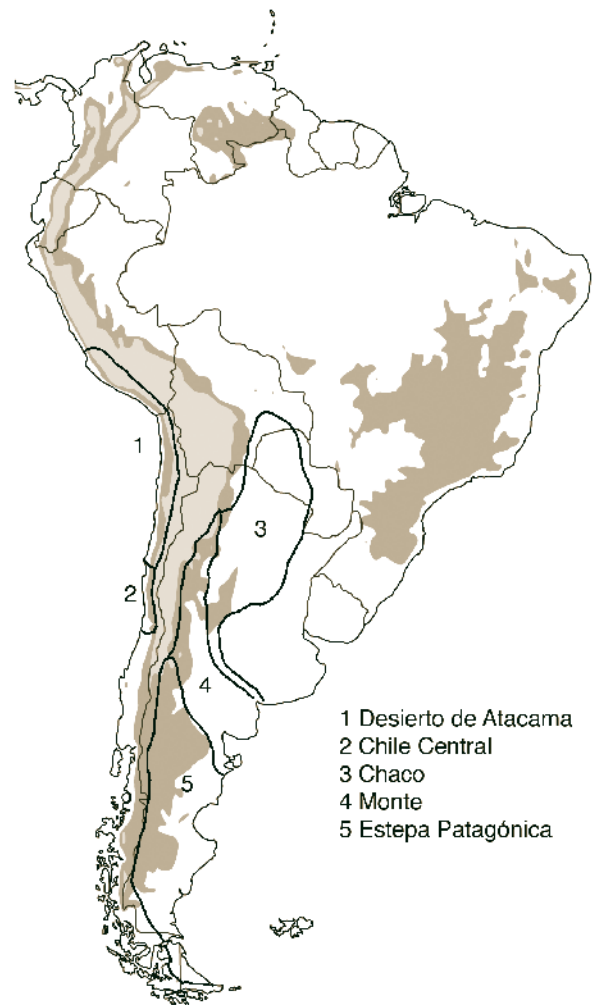 1
3
2
4
5
1 Desierto de Atacama
2 Chile Central
3 Chaco
4 Monte
5 Estepa Patagónica